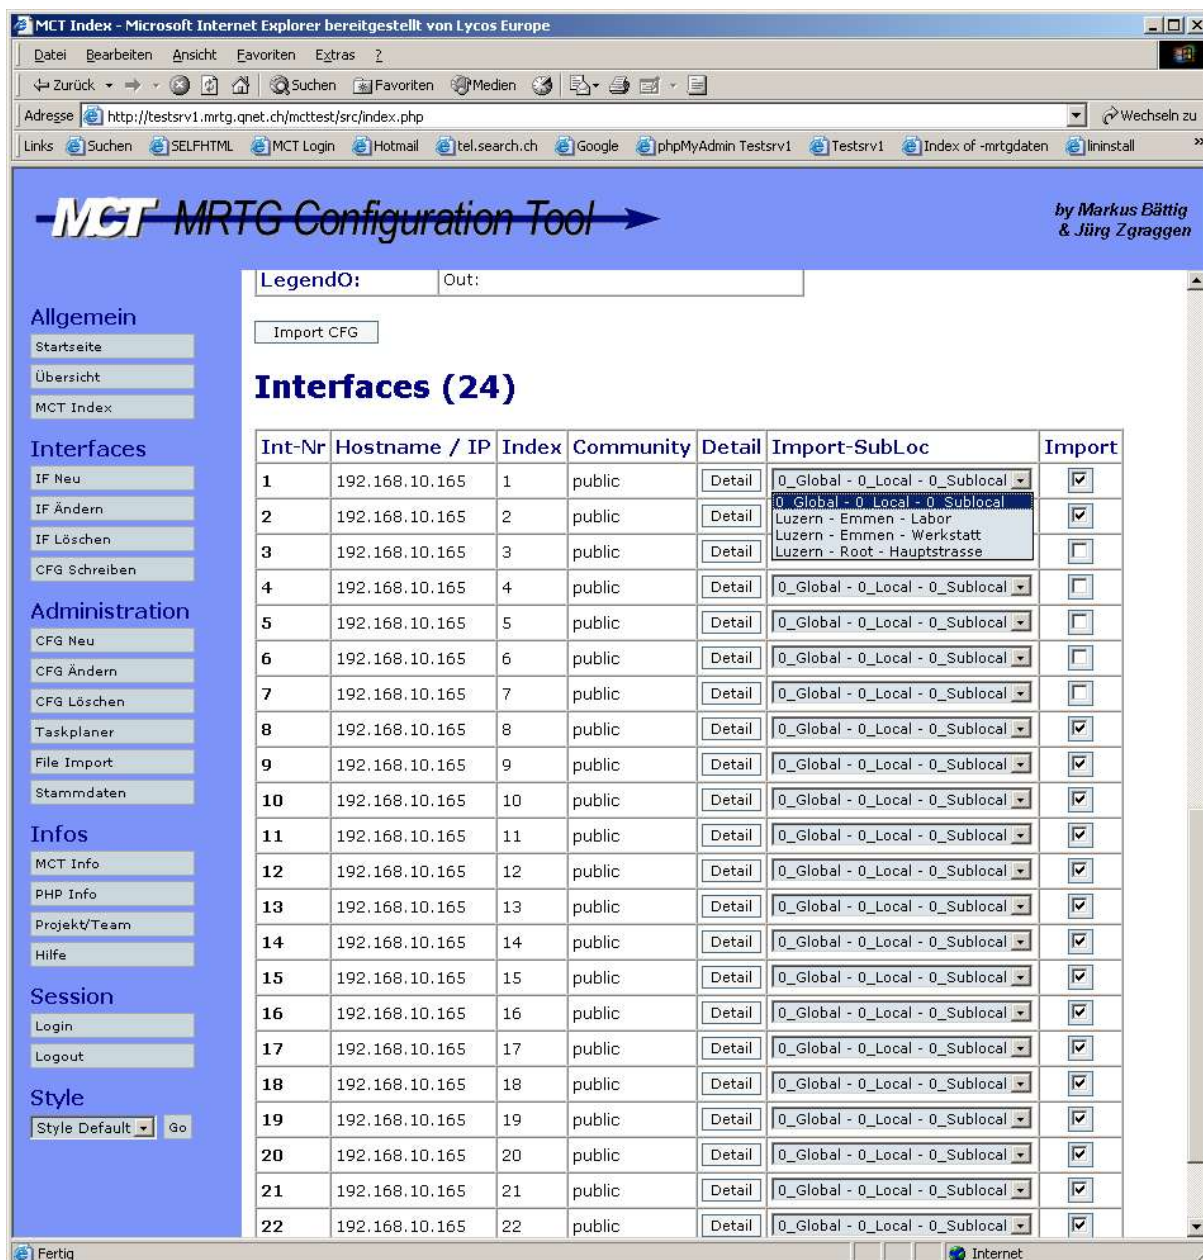 MCT Index - Microsoft Internet Explorer bereitgestellt von Lycos Europe
Datei Bearbeiten Ansicht Favoriten Extras ?
Zurück Suchen Favoriten Medien
Adresse http://testsrv1.mrtg.qnet.ch/mcttest/src/index.php Wechseln zu
Links Suchen SELFHTML MCT Login Hotmail tel.search.ch Google phpMyAdmin Testsrv1 Testsrv1 Index of -mrtgdaten lininstall »
MCT MRTG Configuration Tool
by Markus Bättig
& Jürg Zgraggen
Allgemein
Startseite
Übersicht
MCT Index
Interfaces
IF Neu
IF Ändern
IF Löschen
CFG Schreiben
Administration
CFG Neu
CFG Ändern
CFG Löschen
Taskplaner
File Import
Stammdaten
Infos
MCT Info
PHP Info
Projekt/Team
Hilfe
Session
Login
Logout
Style
Style Default Go
LegendO: Out:
Import CFG
Interfaces (24)
Int-Nr Hostname / IP Index Community Detail Import-SubLoc Import
1 192.168.10.165 1 public Detail 0_Global - 0_Local - 0_Sublocal
0_Global - 0_Local - 0_Sublocal
Luzern - Emmen - Labor
Luzern - Emmen - Werkstatt
Luzern - Root - Hauptstrasse
2 192.168.10.165 2 public Detail
3 192.168.10.165 3 public Detail
4 192.168.10.165 4 public Detail 0_Global - 0_Local - 0_Sublocal
5 192.168.10.165 5 public Detail 0_Global - 0_Local - 0_Sublocal
6 192.168.10.165 6 public Detail 0_Global - 0_Local - 0_Sublocal
7 192.168.10.165 7 public Detail 0_Global - 0_Local - 0_Sublocal
8 192.168.10.165 8 public Detail 0_Global - 0_Local - 0_Sublocal
9 192.168.10.165 9 public Detail 0_Global - 0_Local - 0_Sublocal
10 192.168.10.165 10 public Detail 0_Global - 0_Local - 0_Sublocal
11 192.168.10.165 11 public Detail 0_Global - 0_Local - 0_Sublocal
12 192.168.10.165 12 public Detail 0_Global - 0_Local - 0_Sublocal
13 192.168.10.165 13 public Detail 0_Global - 0_Local - 0_Sublocal
14 192.168.10.165 14 public Detail 0_Global - 0_Local - 0_Sublocal
15 192.168.10.165 15 public Detail 0_Global - 0_Local - 0_Sublocal
16 192.168.10.165 16 public Detail 0_Global - 0_Local - 0_Sublocal
17 192.168.10.165 17 public Detail 0_Global - 0_Local - 0_Sublocal
18 192.168.10.165 18 public Detail 0_Global - 0_Local - 0_Sublocal
19 192.168.10.165 19 public Detail 0_Global - 0_Local - 0_Sublocal
20 192.168.10.165 20 public Detail 0_Global - 0_Local - 0_Sublocal
21 192.168.10.165 21 public Detail 0_Global - 0_Local - 0_Sublocal
22 192.168.10.165 22 public Detail 0_Global - 0_Local - 0_Sublocal
Fertig Internet